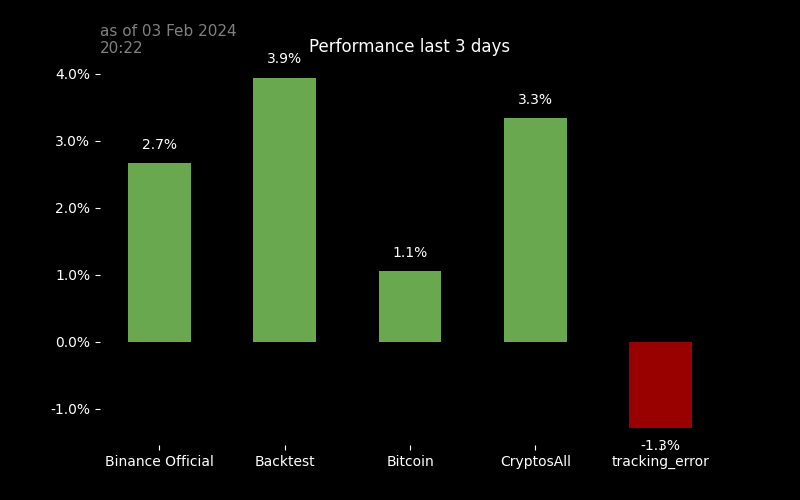 as of 03 Feb 2024
20:22
Performance last 3 days
4.0%
3.0%
2.0%
1.0%
0.0%
-1.0%
2.7%
3.9%
1.1%
3.3%
-1.3%
Binance Official
Backtest
Bitcoin
CryptosAll
tracking_error